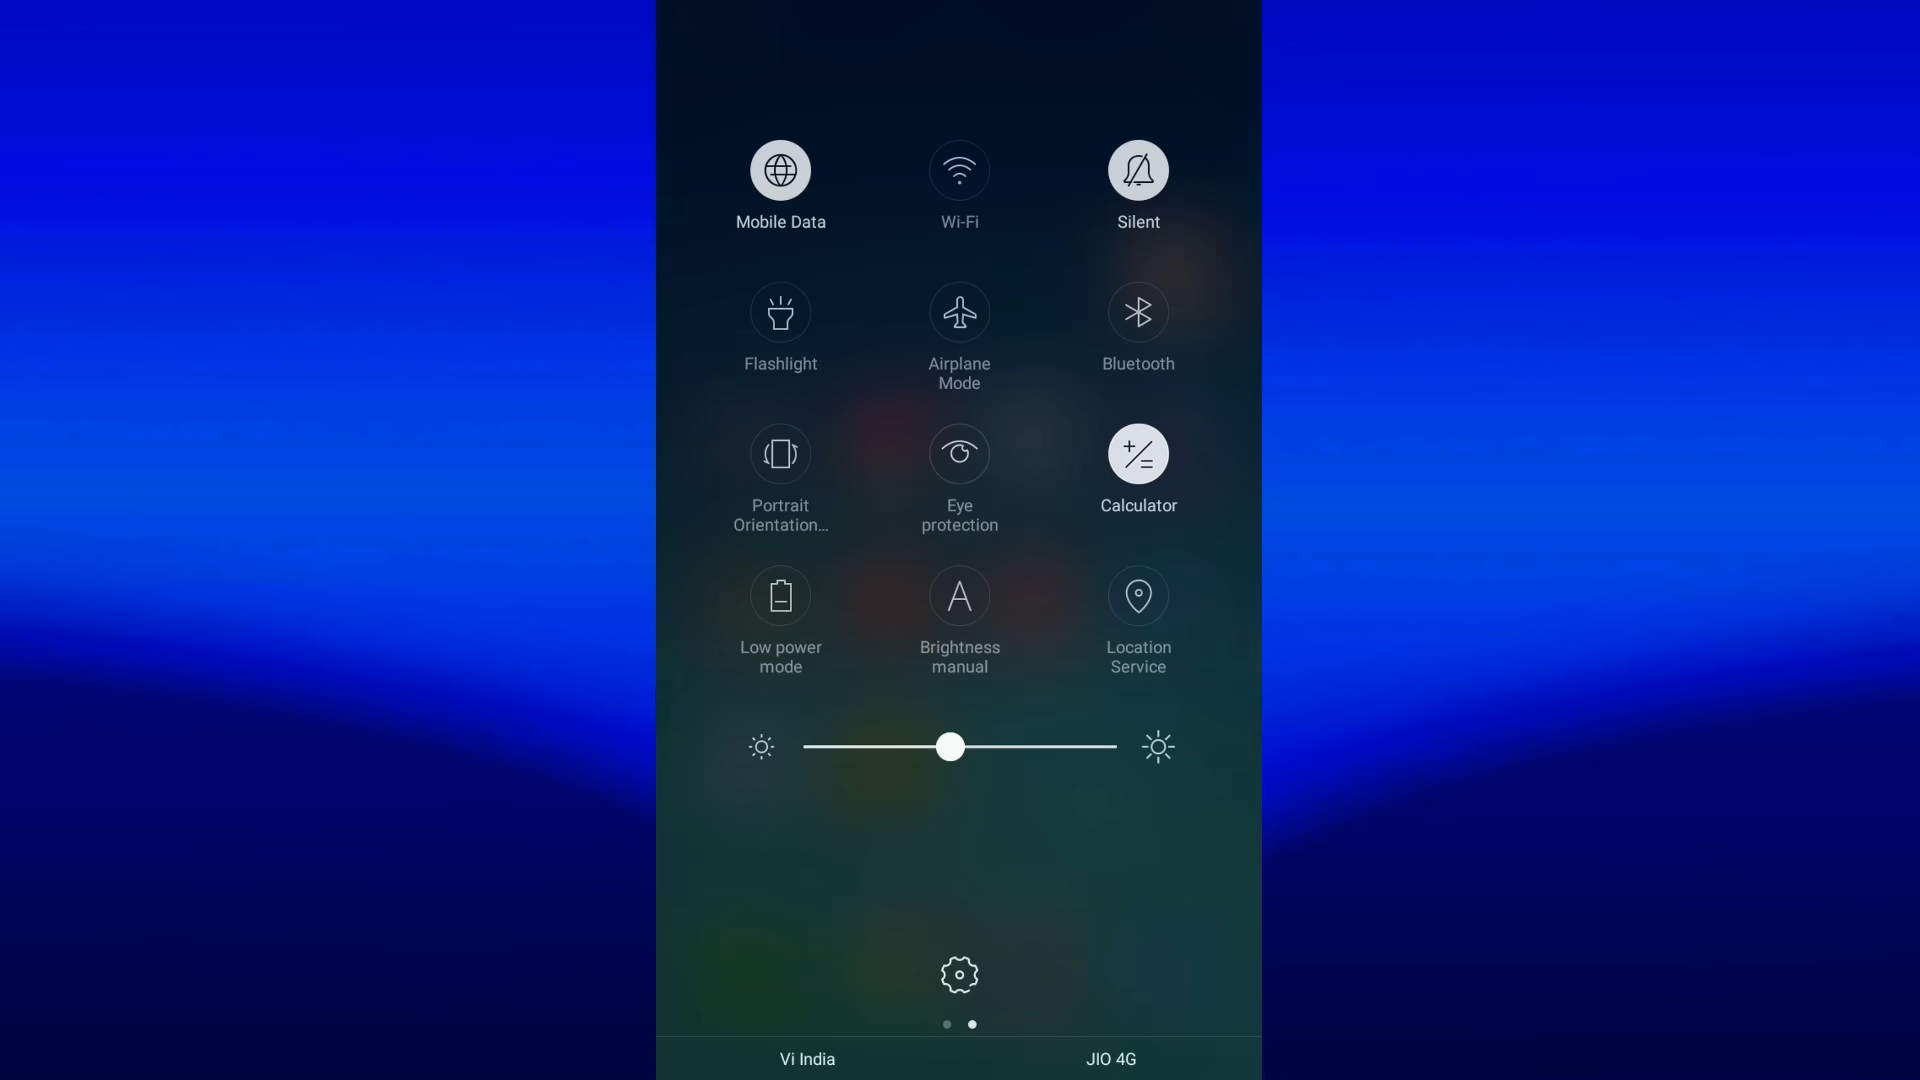 Mobile Data
Wi-Fi
Silent
Flashlight
Airplane
Mode
Bluetooth
Portrait
Orientation...
Eye
protection
Calculator
Low power
mode
A
Brightness
manual
Location
Service
Vi India
JIO 4G